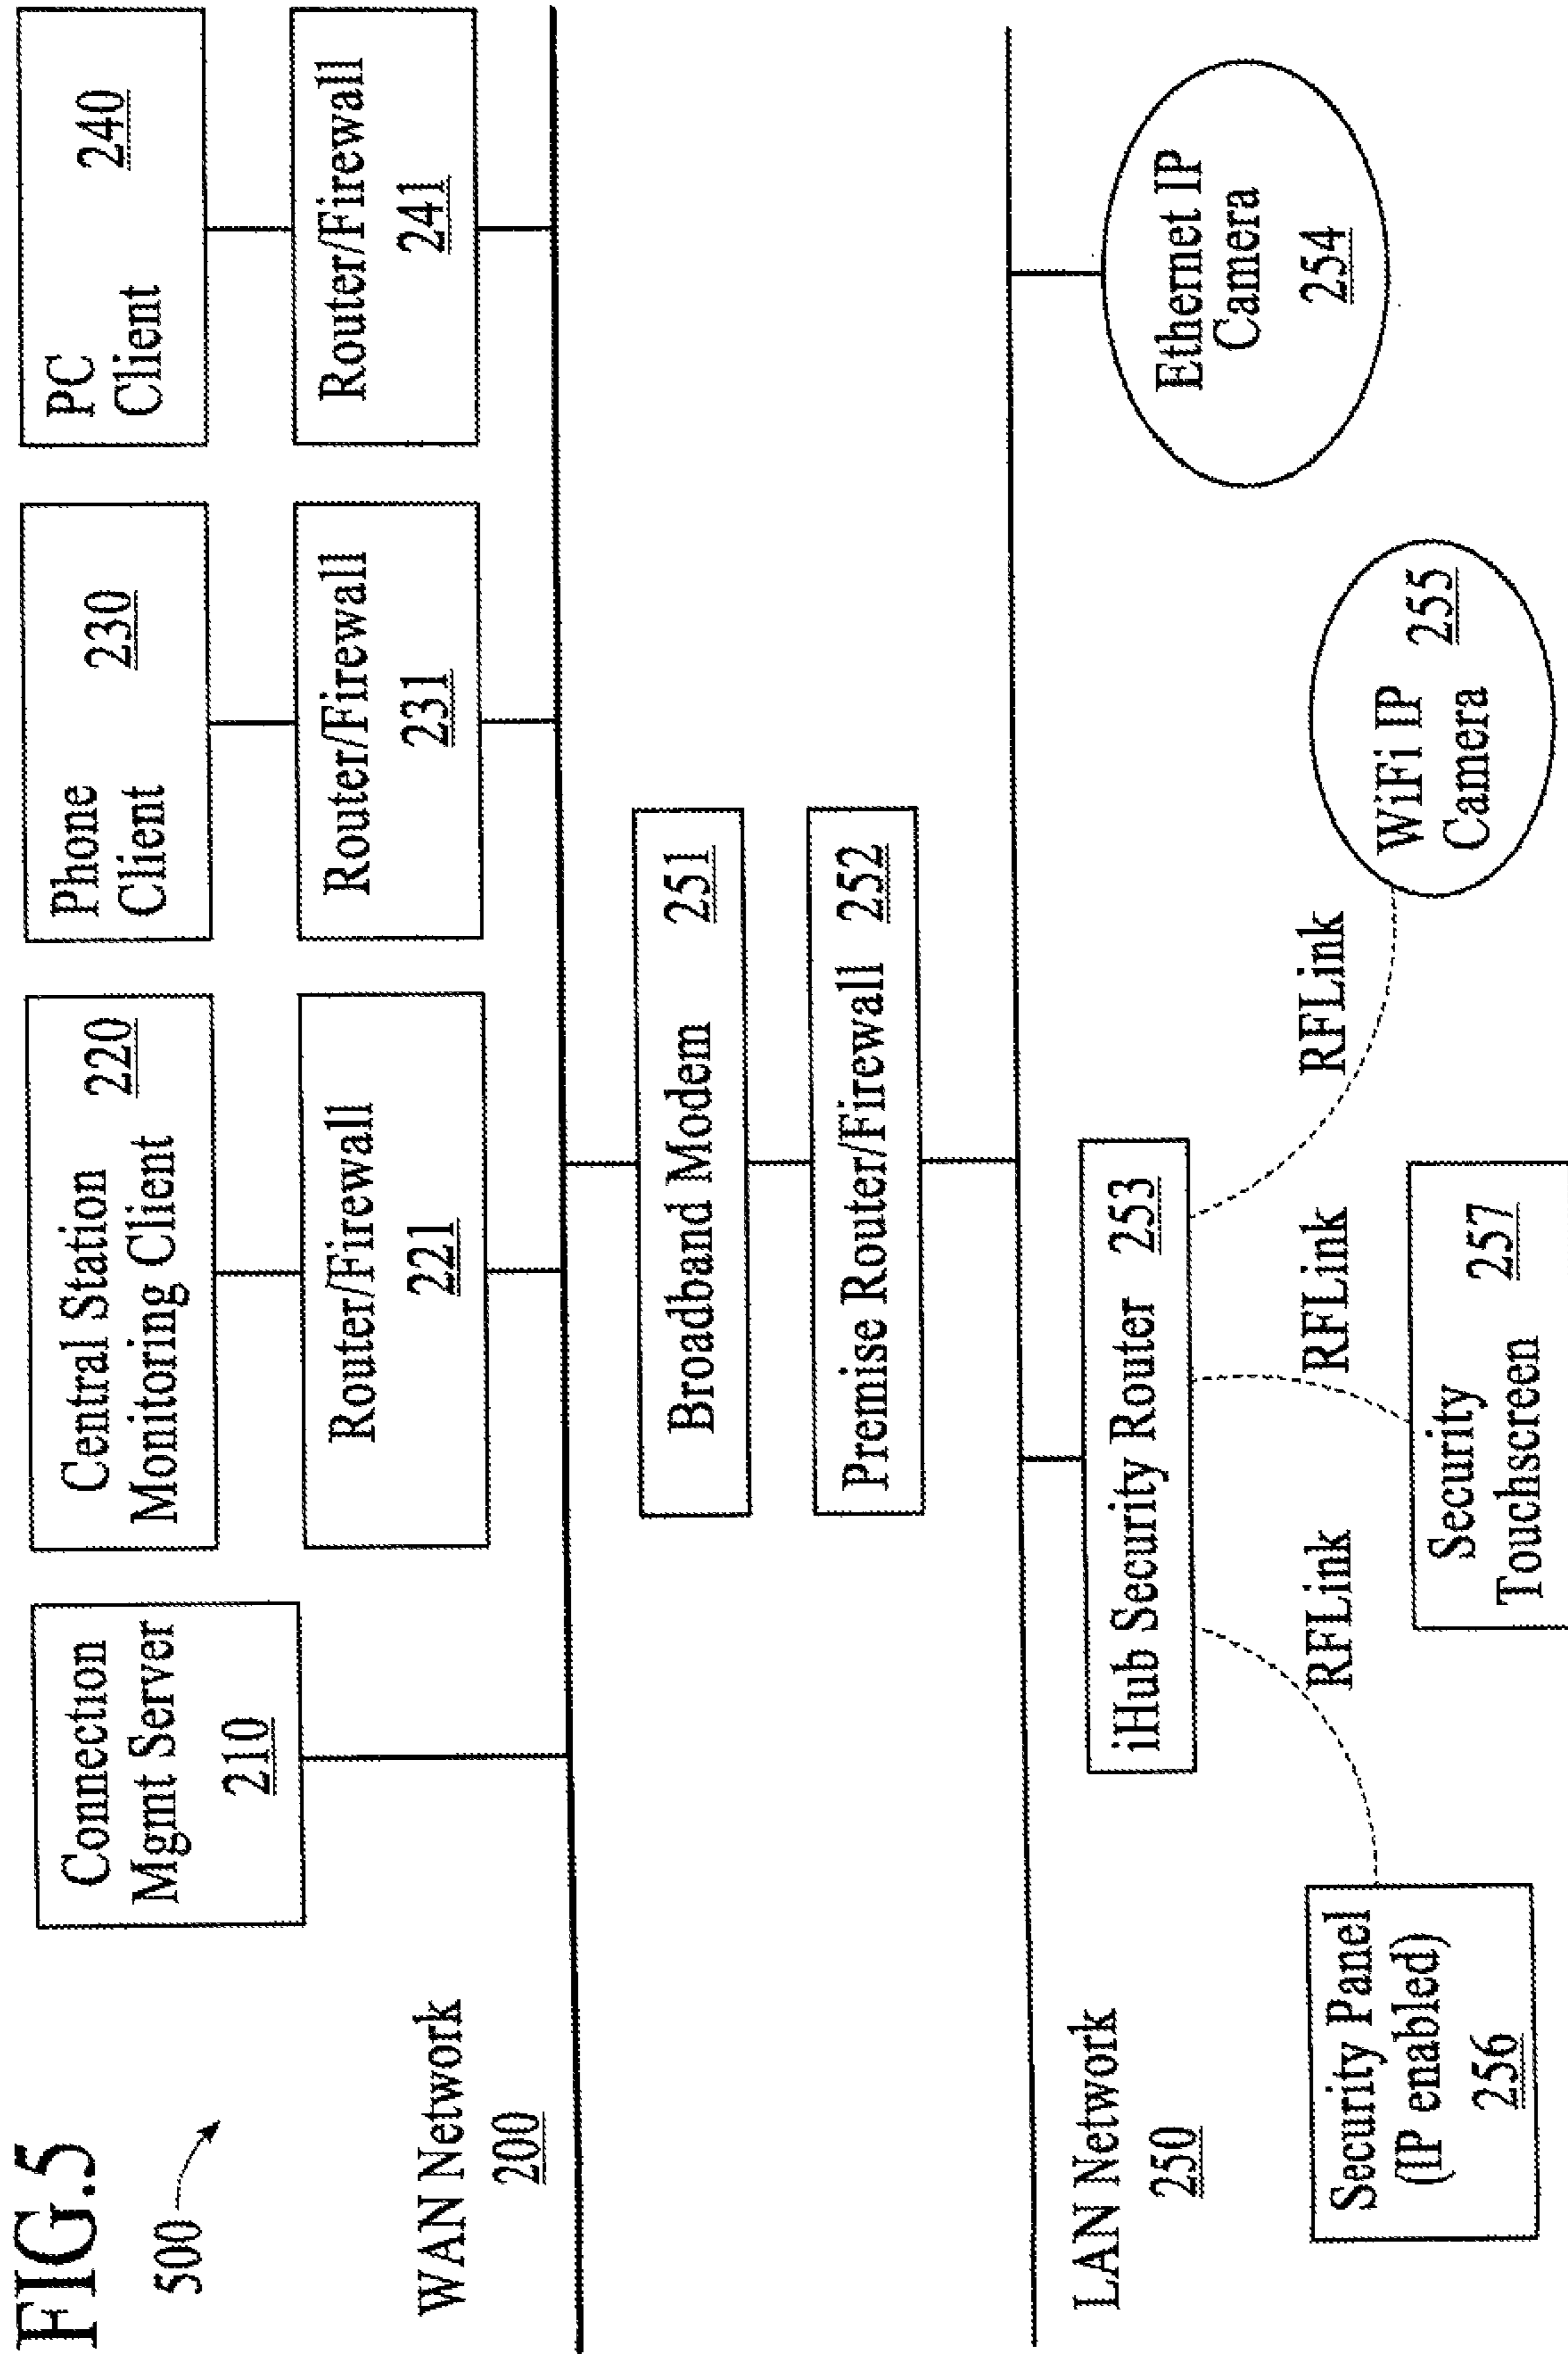 FIG.5
500
Connection
Mgmt Server
210
Central Station
Monitoring Client
220
Phone
Client
230
PC
Client
240
Router/Firewall
221
Router/Firewall
231
Router/Firewall
241
WAN Network
200
Broadband Modem 251
Premise Router/Firewall 252
LAN Network
250
iHub Security Router 253
Ethernet IP
Camera
254
RFLink
RFLink
RFLink
Security Panel
(IP enabled)
256
Security
Touchscreen
257
WiFi IP
Camera
255